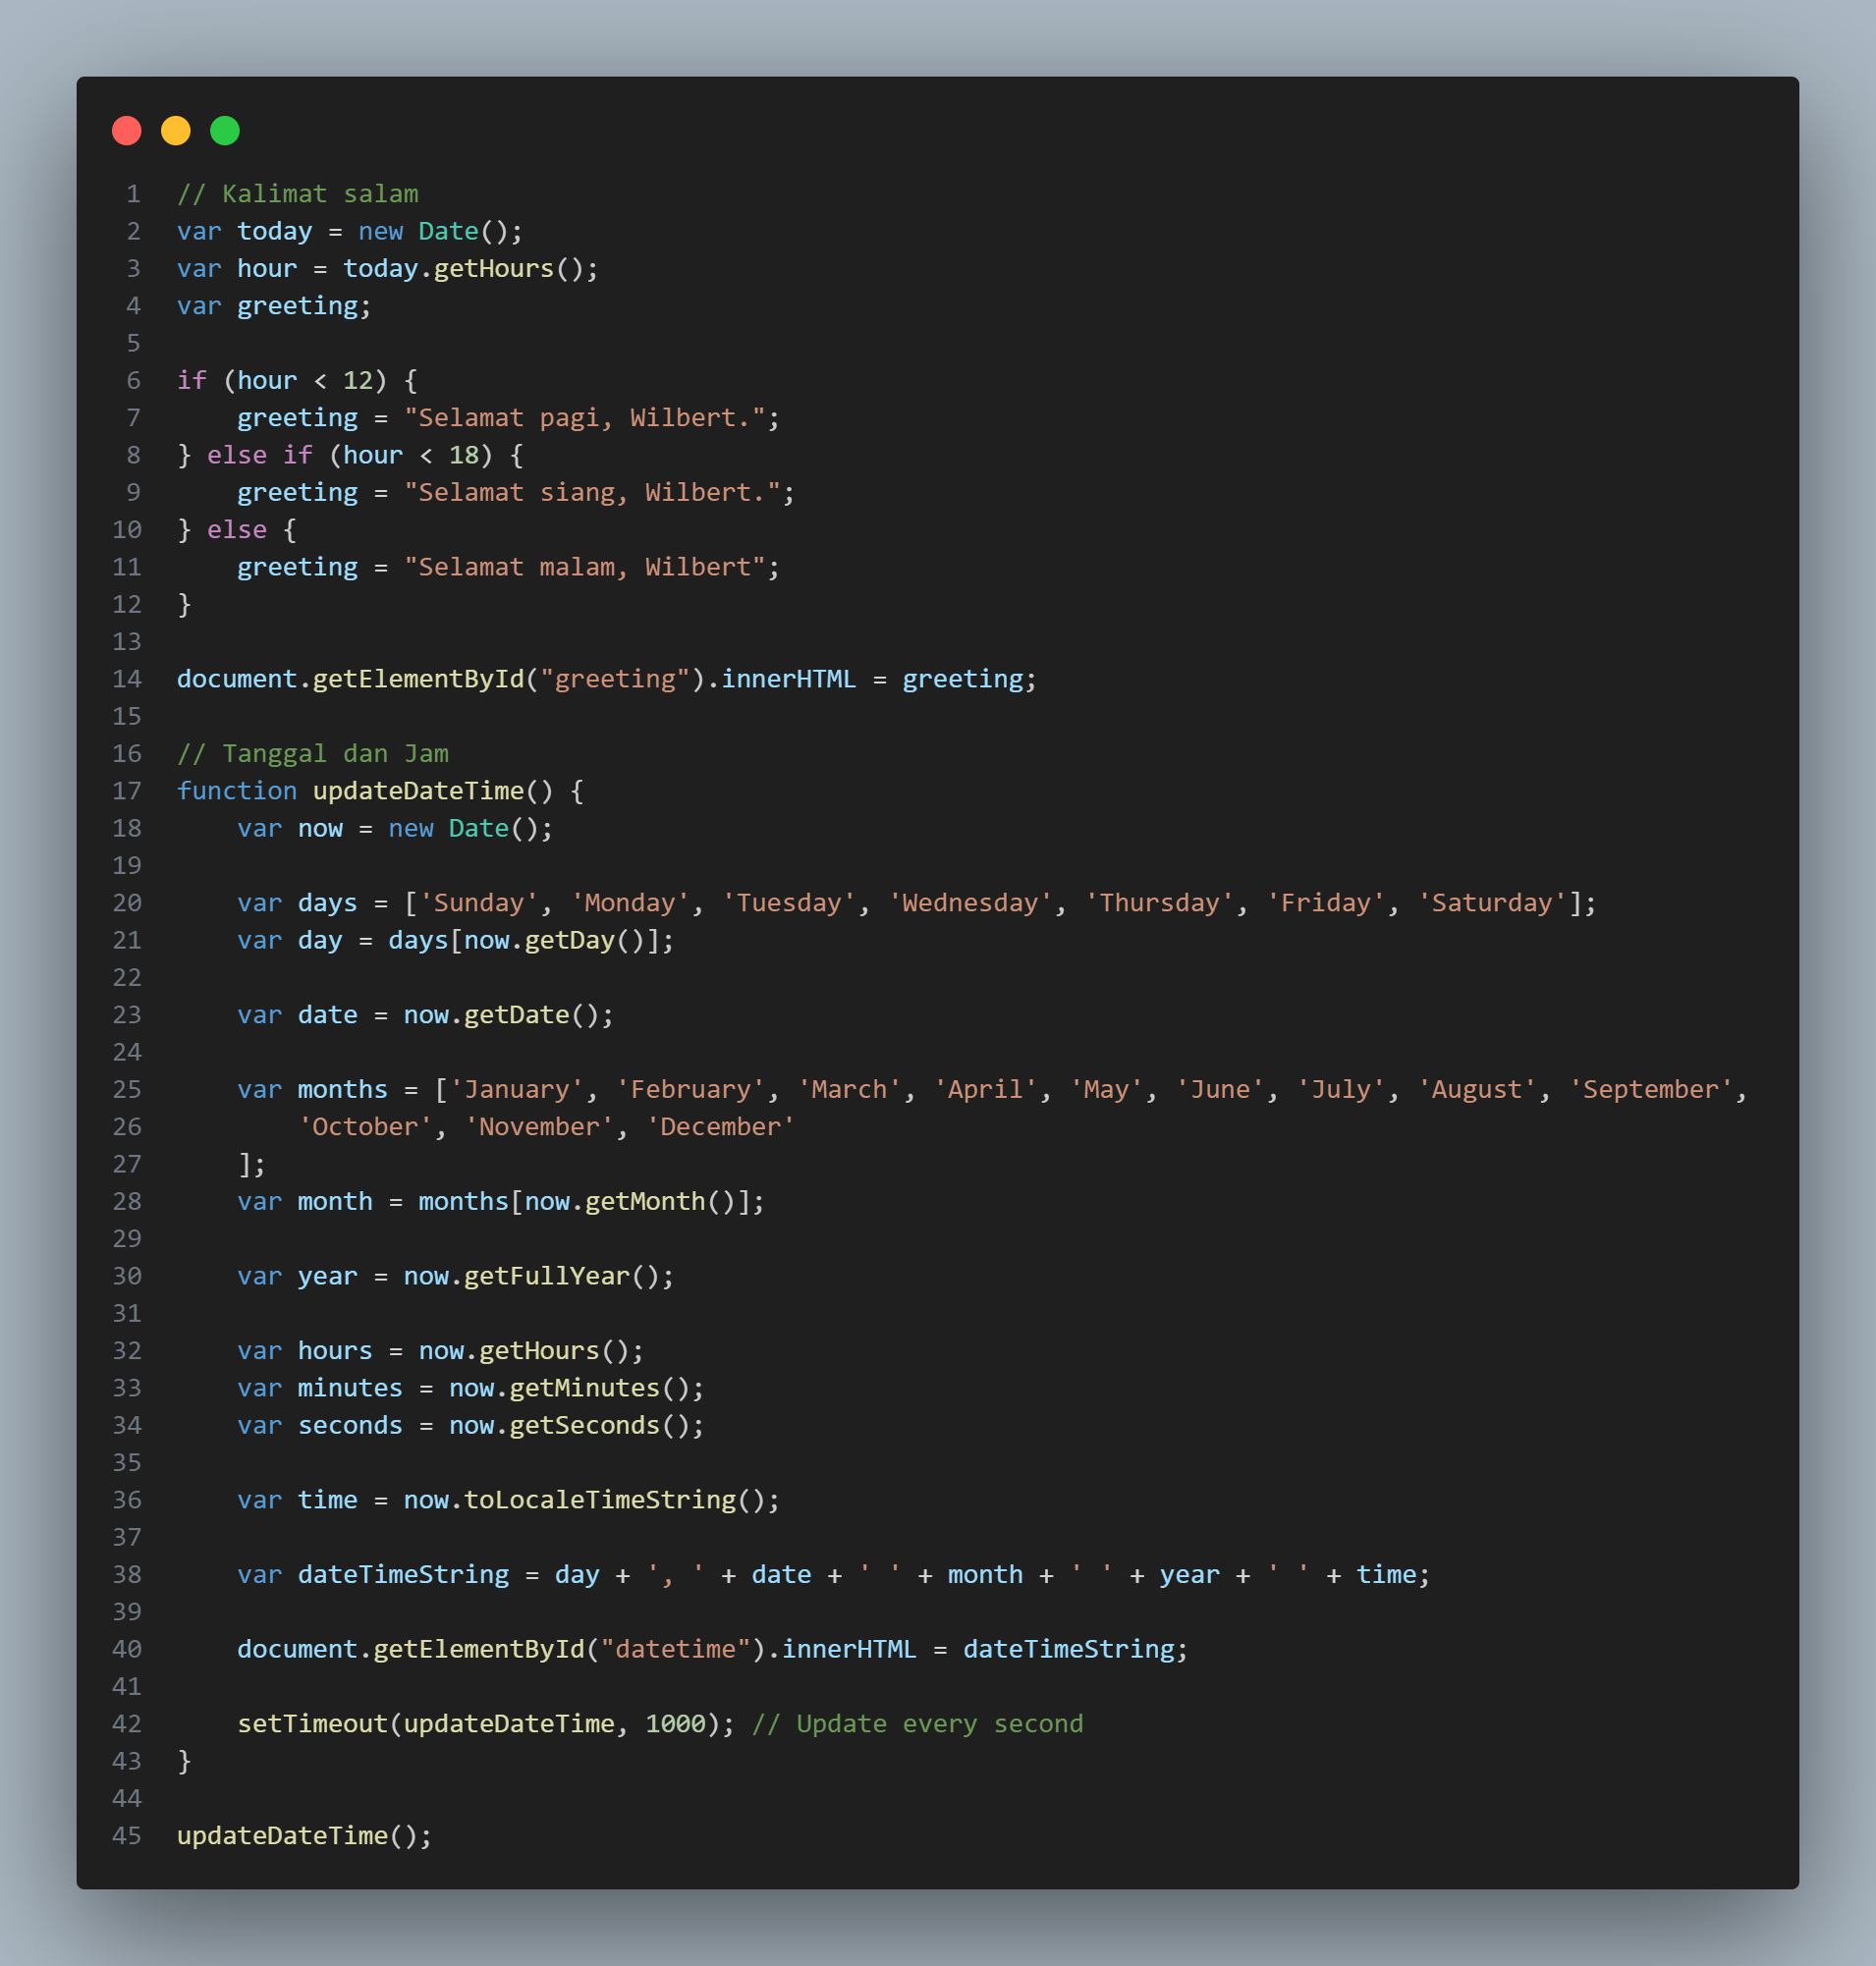 1 // Kalimat salam
2 var today = new Date();
3 var hour = today.getHours();
4 var greeting;
5
6 if (hour < 12) {
7     greeting = "Selamat pagi, Wilbert.";
8 } else if (hour < 18) {
9     greeting = "Selamat siang, Wilbert.";
10 } else {
11     greeting = "Selamat malam, Wilbert";
12 }
13
14 document.getElementById("greeting").innerHTML = greeting;
15
16 // Tanggal dan Jam
17 function updateDateTime() {
18     var now = new Date();
19
20     var days = ['Sunday', 'Monday', 'Tuesday', 'Wednesday', 'Thursday', 'Friday', 'Saturday'];
21     var day = days[now.getDay()];
22
23     var date = now.getDate();
24
25     var months = ['January', 'February', 'March', 'April', 'May', 'June', 'July', 'August', 'September',
26         'October', 'November', 'December'
27     ];
28     var month = months[now.getMonth()];
29
30     var year = now.getFullYear();
31
32     var hours = now.getHours();
33     var minutes = now.getMinutes();
34     var seconds = now.getSeconds();
35
36     var time = now.toLocaleTimeString();
37
38     var dateTimeString = day + ', ' + date + ' ' + month + ' ' + year + ' ' + time;
39
40     document.getElementById("datetime").innerHTML = dateTimeString;
41
42     setTimeout(updateDateTime, 1000); // Update every second
43 }
44
45 updateDateTime();